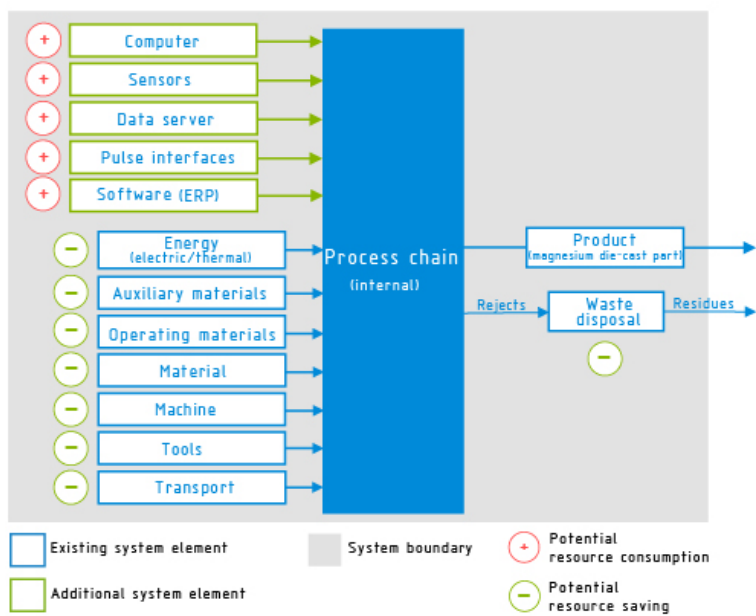 + Computer
+ Sensors
+ Data server
+ Pulse interfaces
+ Software (ERP)
− Energy
(electric/thermal)
− Auxiliary materials
− Operating materials
− Material
− Machine
− Tools
− Transport
Process chain
(internal)
Product
(magnesium die-cast part)
Rejects
Waste
disposal
Residues
−
Existing system element
Additional system element
System boundary
+ Potential
resource consumption
− Potential
resource saving